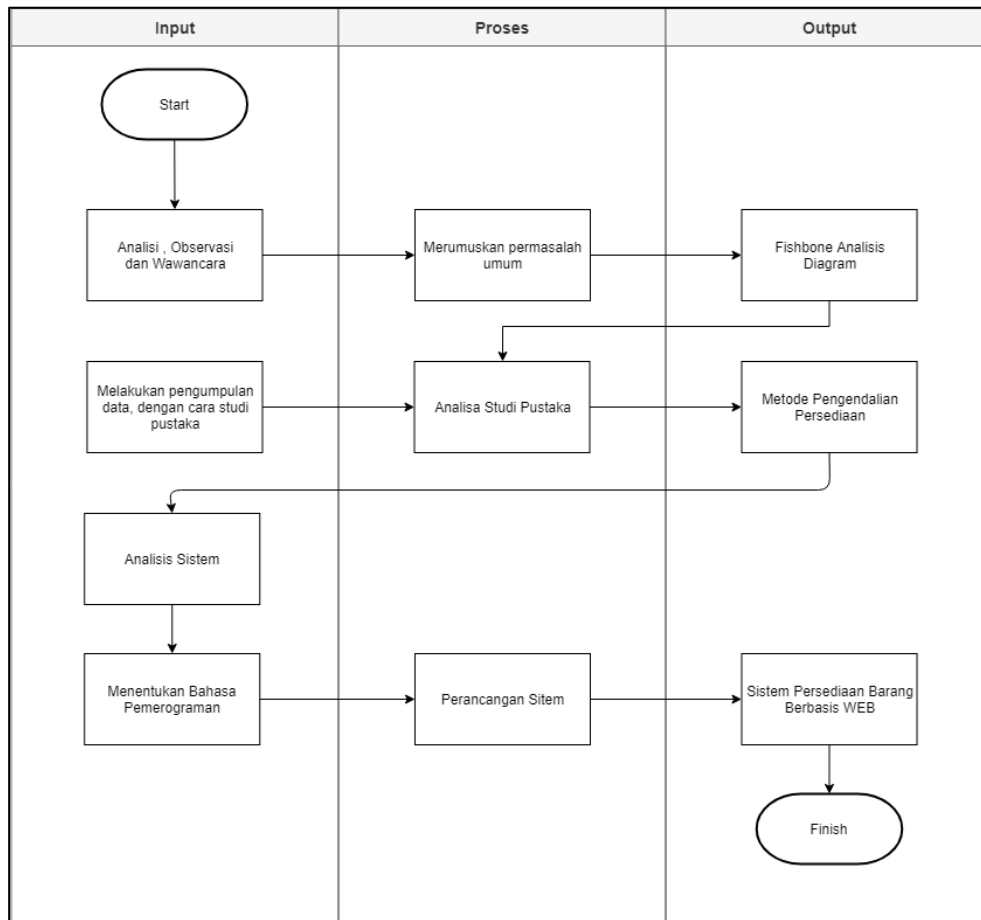 Input
Proses
Output
Start
Analisi , Observasi
dan Wawancara
Merumuskan permasalah
umum
Fishbone Analisis
Diagram
Melakukan pengumpulan
data, dengan cara studi
pustaka
Analisa Studi Pustaka
Metode Pengendalian
Persediaan
Analisis Sistem
Menentukan Bahasa
Pemerograman
Perancangan Sitem
Sistem Persediaan Barang
Berbasis WEB
Finish